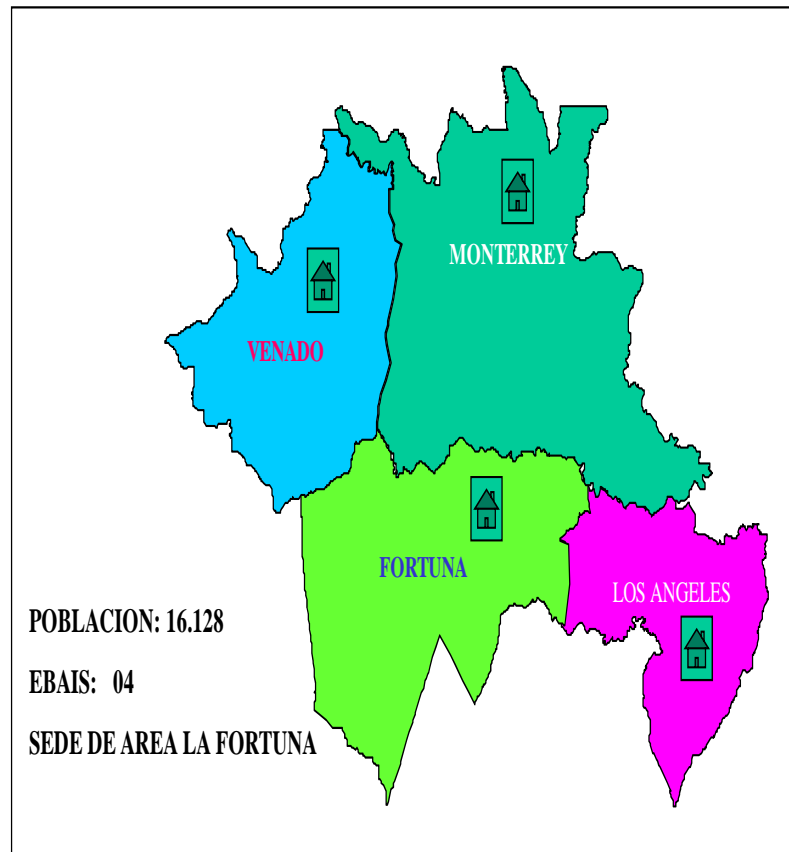 MONTERREY
VENADO
FORTUNA
LOS ANGELES
POBLACION: 16.128
EBAIS: 04
SEDE DE AREA LA FORTUNA